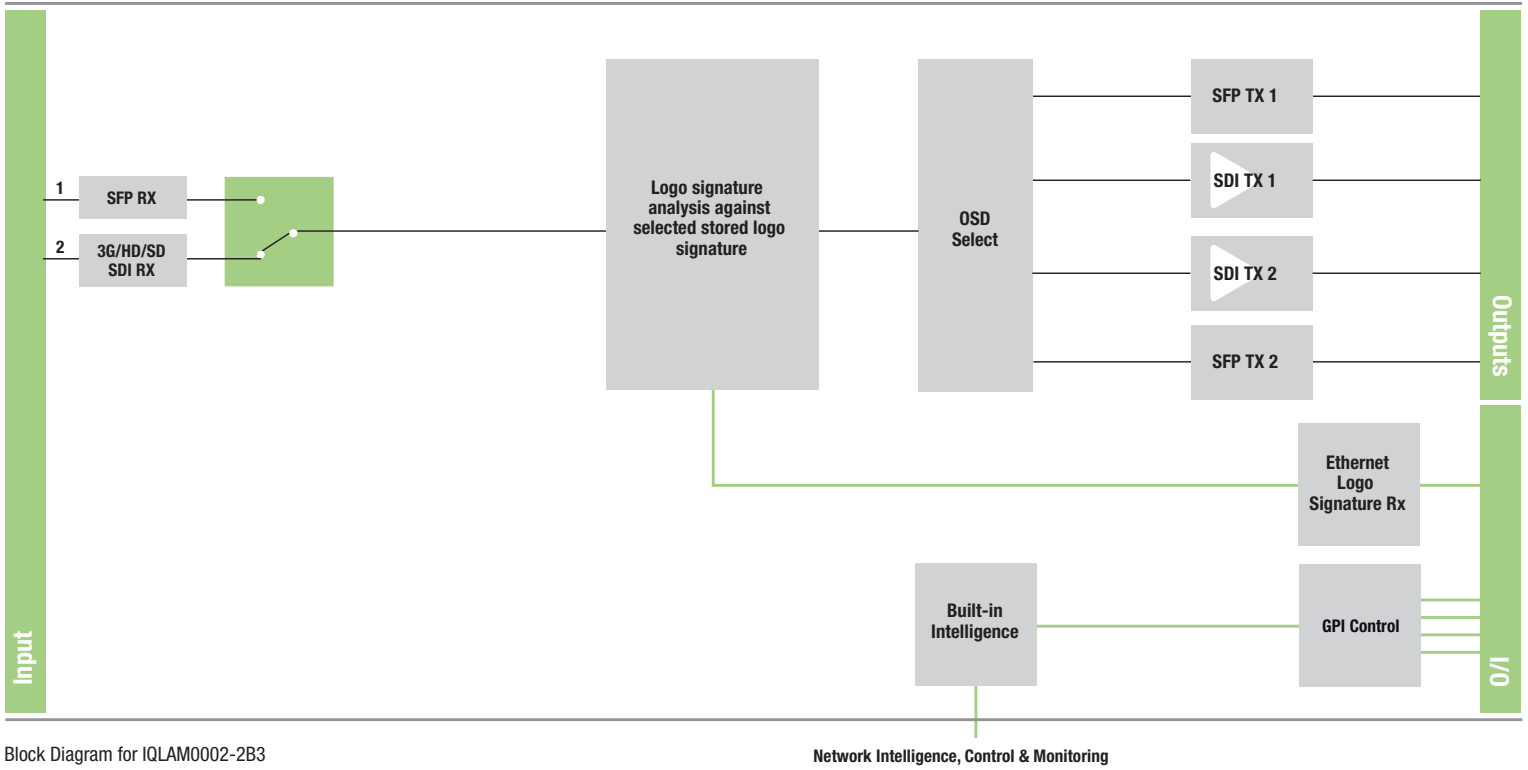 Input
1
SFP RX
2
3G/HD/SD
SDI RX
Logo signature
analysis against
selected stored logo
signature
OSD
Select
SFP TX 1
SDI TX 1
SDI TX 2
SFP TX 2
Outputs
Ethernet
Logo
Signature Rx
Built-in
Intelligence
GPI Control
I/O
Block Diagram for IQLAM0002-2B3
Network Intelligence, Control & Monitoring